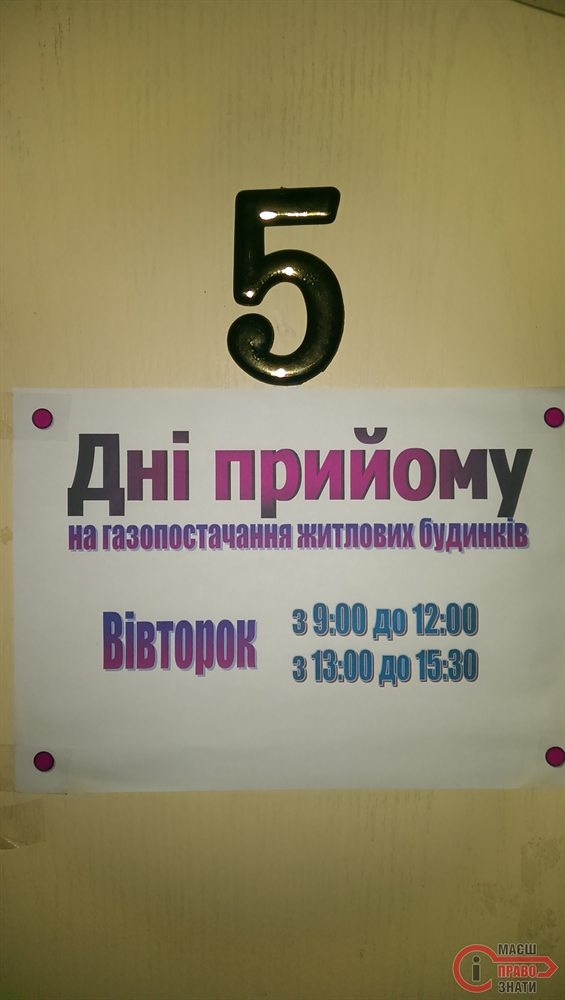 5
Дні прийому
на газопостачання житлових будинків
Вівторок
з 9:00 до 12:00
з 13:00 до 15:30
МАЄШ
ПРАВО
ЗНАТИ